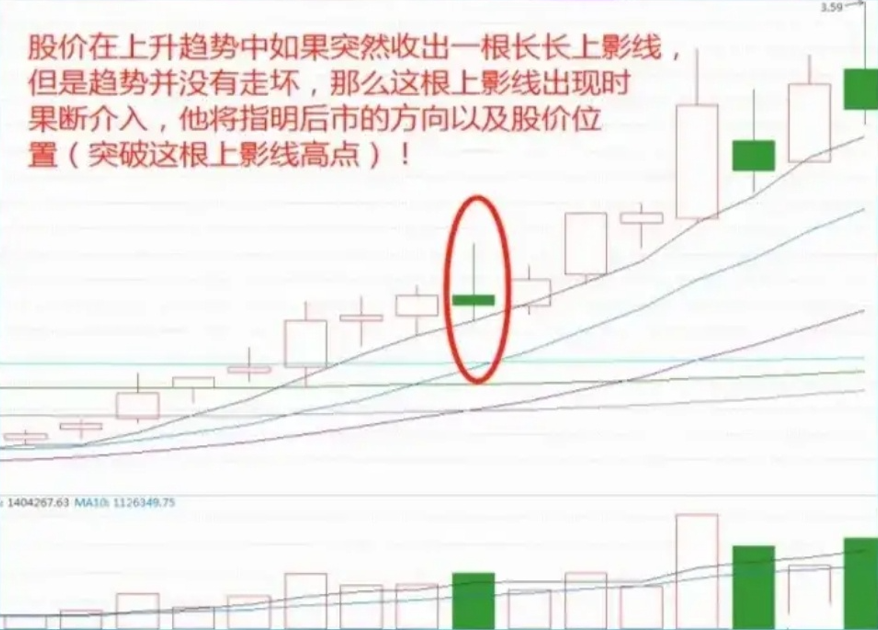 3.59
股价在上升趋势中如果突然收出一根长长上影线，
但是趋势并没有走坏，那么这根上影线出现时
果断介入，他将指明后市的方向以及股价位
置（突破这根上影线高点）！
: 1404267.63 MA10: 1126349.75